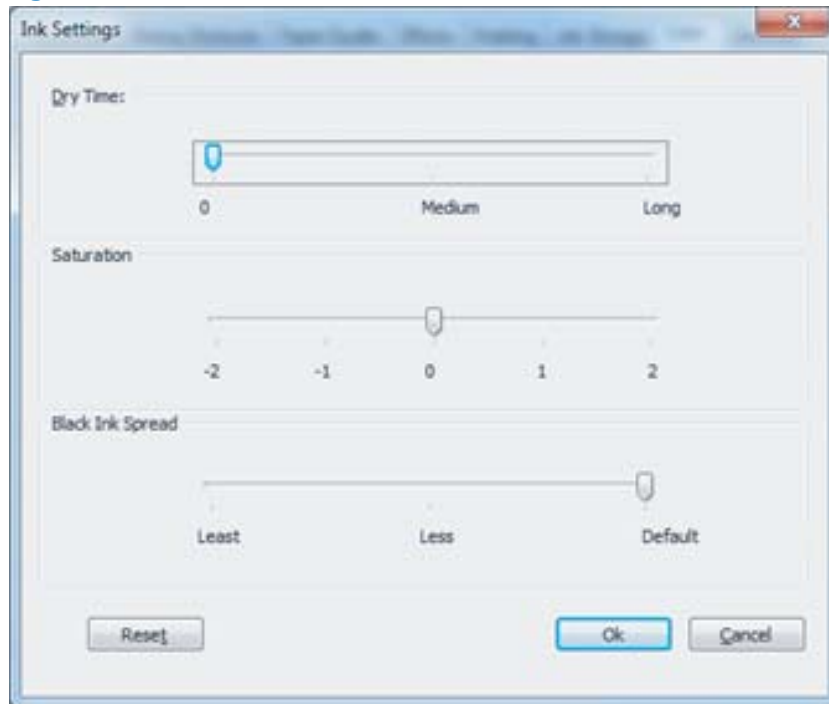 Ink Settings
Dry Time:
0 Medium Long
Saturation
-2 -1 0 1 2
Black Ink Spread
Least Less Default
Reset Ok Cancel